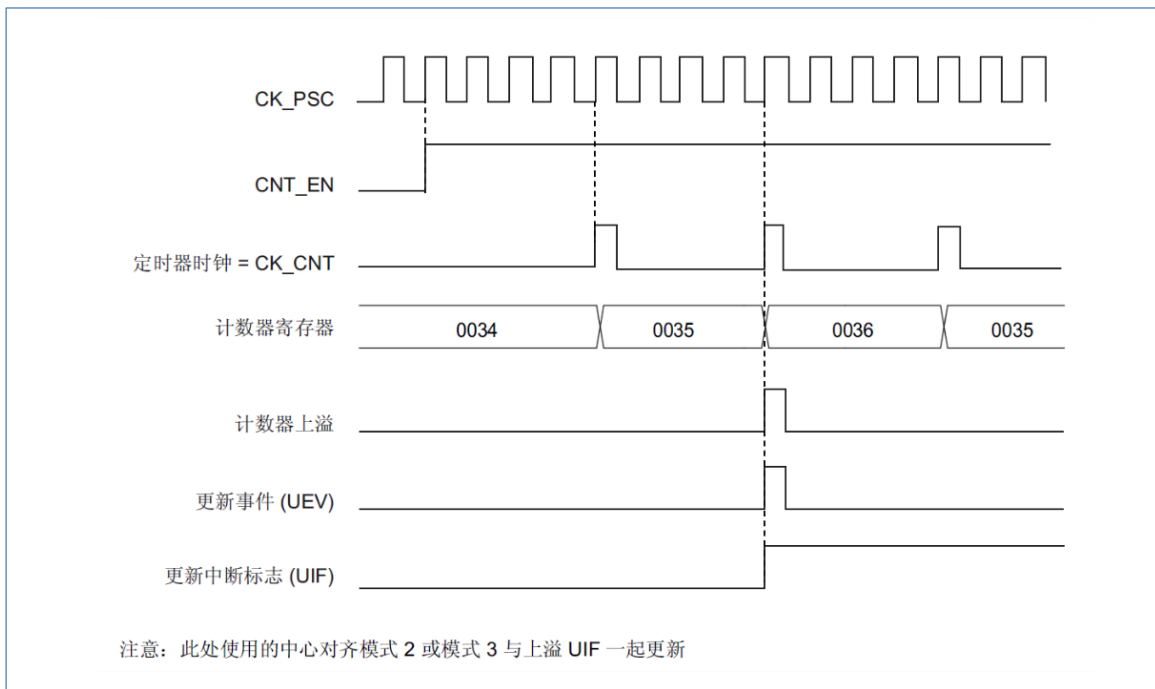 CK_PSC
CNT_EN
定时器时钟 = CK_CNT
计数器寄存器
0034
0035
0036
0035
计数器上溢
更新事件 (UEV)
更新中断标志 (UIF)
注意：此处使用的中心对齐模式 2 或模式 3 与上溢 UIF 一起更新